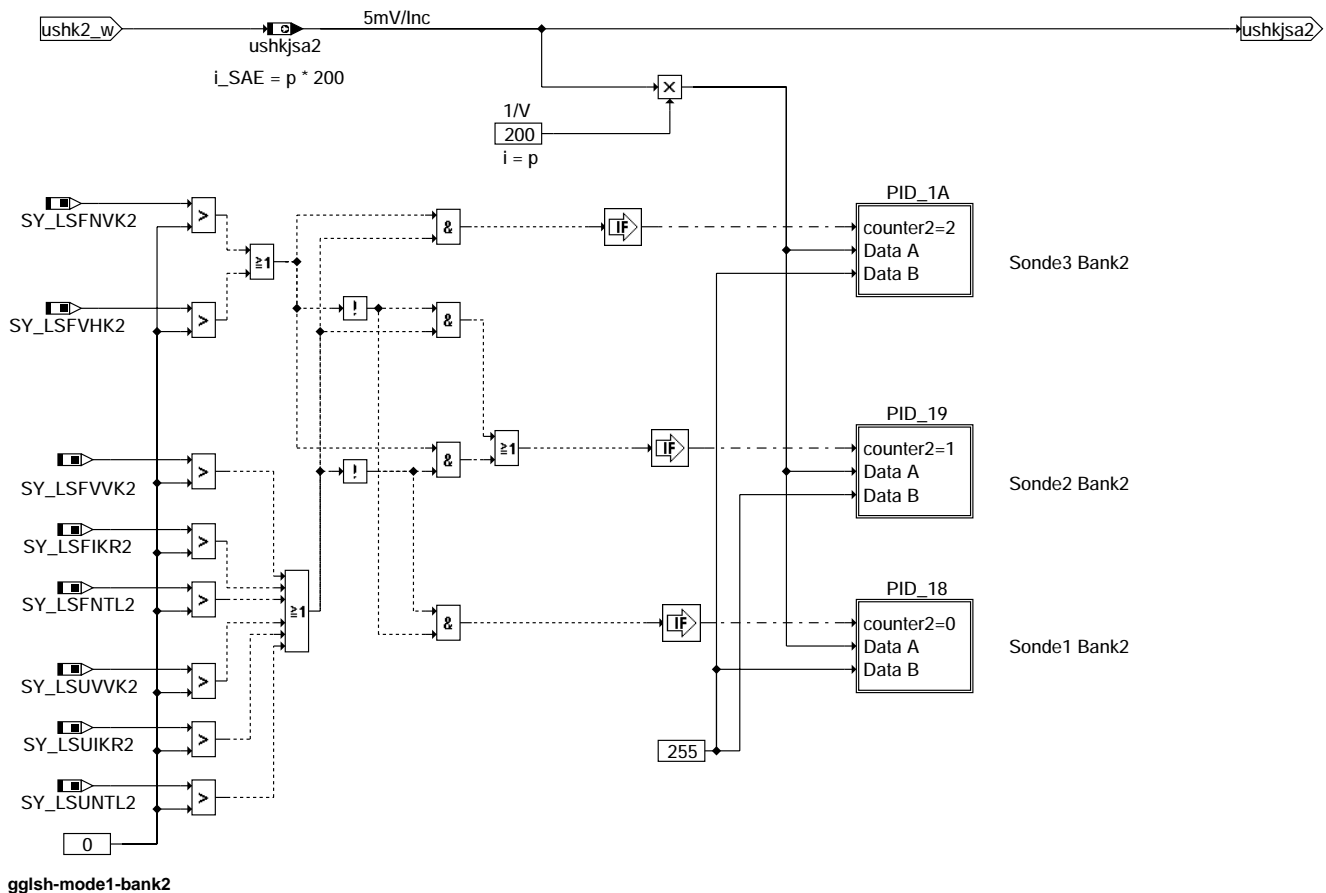 ushk2_w
5mV/Inc
ushkjsa2
ushkjsa2
i_SAE = p * 200
1/V
200
i = p
×
SY_LSFNVK2
>
≥1
&
IF
PID_1A
counter2=2
Data A
Data B
Sonde3 Bank2
SY_LSFVHK2
>
!
&
SY_LSFVVK2
>
!
&
≥1
IF
PID_19
counter2=1
Data A
Data B
Sonde2 Bank2
SY_LSFIKR2
>
SY_LSFNTL2
>
≥1
&
IF
PID_18
counter2=0
Data A
Data B
Sonde1 Bank2
SY_LSUVVK2
>
SY_LSUIKR2
>
255
SY_LSUNTL2
>
0
gglsh-mode1-bank2